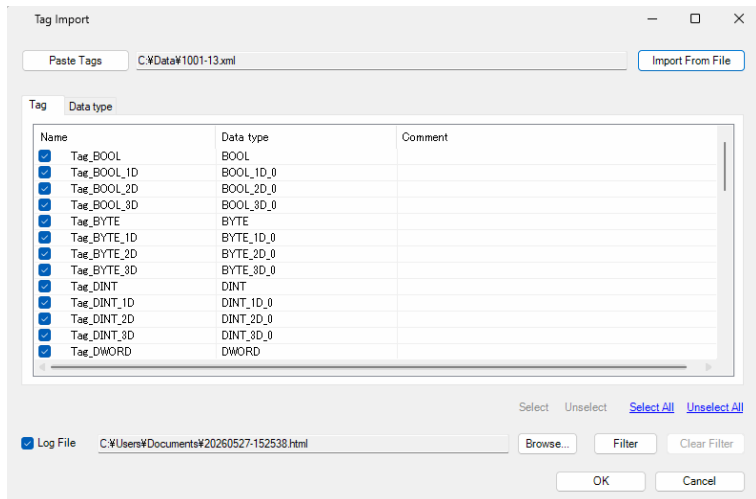 Tag Import
Paste Tags C:¥Data¥1001-13.xml Import From File
Tag Data type
Name Data type Comment
Tag_BOOL BOOL
Tag_BOOL_1D BOOL_1D_0
Tag_BOOL_2D BOOL_2D_0
Tag_BOOL_3D BOOL_3D_0
Tag_BYTE BYTE
Tag_BYTE_1D BYTE_1D_0
Tag_BYTE_2D BYTE_2D_0
Tag_BYTE_3D BYTE_3D_0
Tag_DINT DINT
Tag_DINT_1D DINT_1D_0
Tag_DINT_2D DINT_2D_0
Tag_DINT_3D DINT_3D_0
Tag_DWORD DWORD
Select Unselect Select All Unselect All
Log File C:¥Users¥Documents¥20260527-152538.html Browse... Filter Clear Filter
OK Cancel